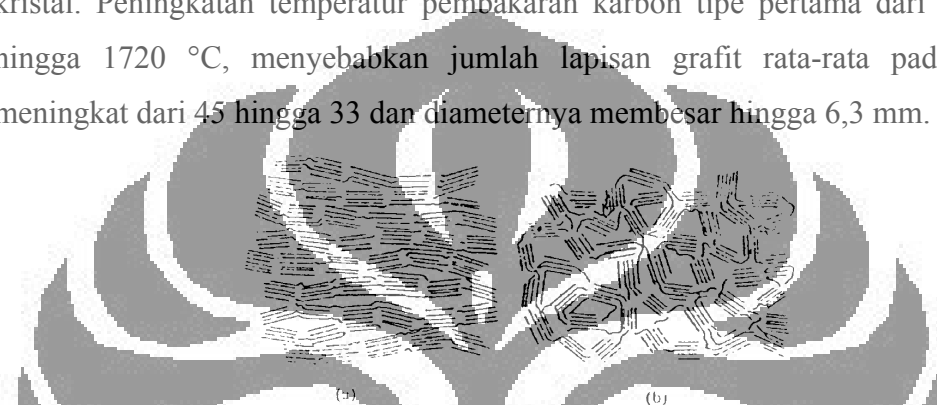 kristal. Peningkatan temperatur pembakaran karbon tipe pertama dari
hingga 1720 °C, menyebabkan jumlah lapisan grafit rata-rata pad
meningkat dari 45 hingga 33 dan diameternya membesar hingga 6,3 mm.
(a) (b)